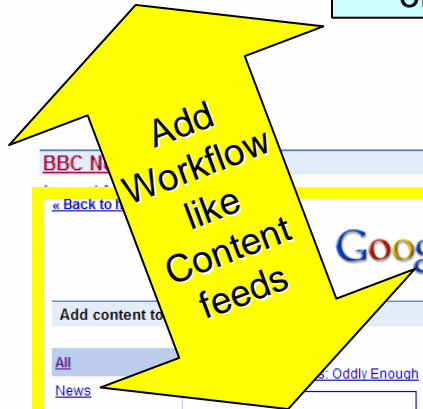 Add
Workflow
like
Content
feeds
BBC N
« Back to h
Goog
Add content to
All
s: Oddly Enough
News